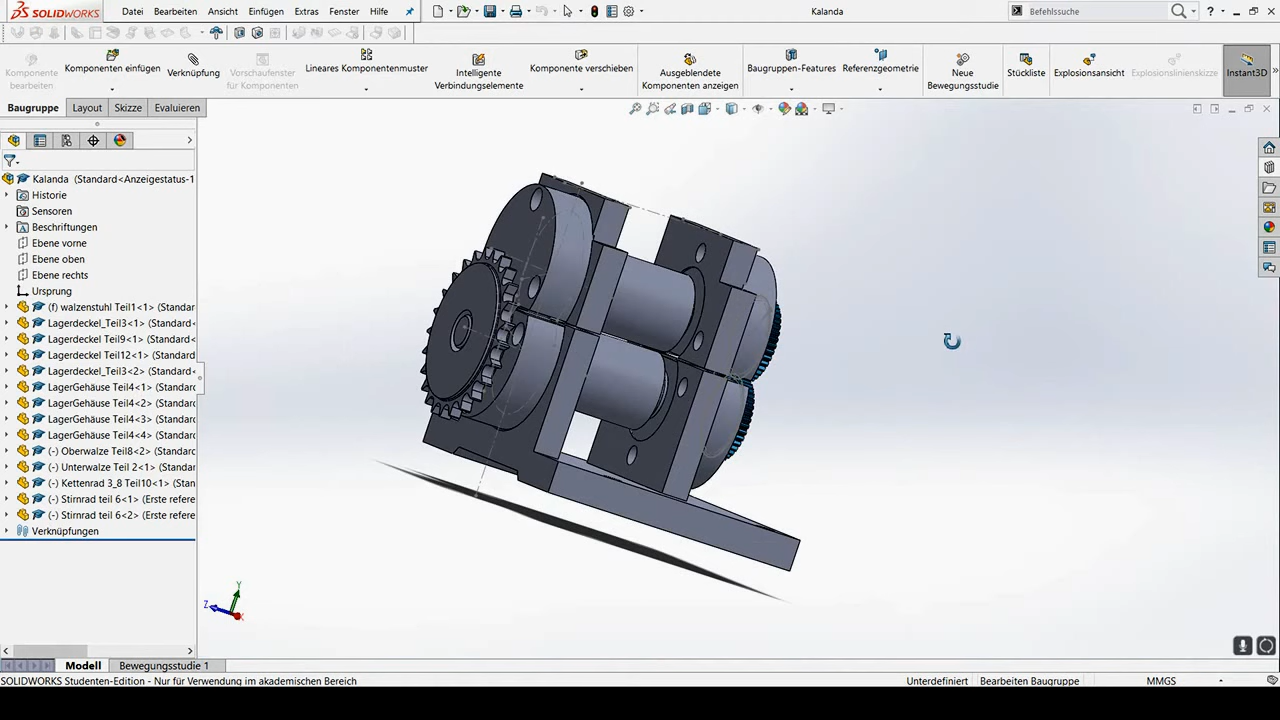 SOLIDWORKS Datei Bearbeiten Ansicht Einfügen Extras Fenster Hilfe Kalanda Befehlssuche ?
Komponente bearbeiten
Komponenten einfügen
Verknüpfung
Vorschaufenster für Komponenten
Lineares Komponentenmuster
Intelligente Verbindungselemente
Komponente verschieben
Ausgeblendete Komponenten anzeigen
Baugruppen-Features
Referenzgeometrie
Neue Bewegungsstudie
Stückliste
Explosionsansicht
Explosionslinienskizze
Instant3D
Baugruppe Layout Skizze Evaluieren
Kalanda (Standard<Anzeigestatus-1
Historie
Sensoren
Beschriftungen
Ebene vorne
Ebene oben
Ebene rechts
Ursprung
(f) walzenstuhl Teil1<1> (Standar
Lagerdeckel_Teil3<1> (Standard<
Lagerdeckel Teil9<1> (Standard<
Lagerdeckel Teil12<1> (Standard<
Lagerdeckel_Teil3<2> (Standard<
LagerGehäuse Teil4<1> (Standard
LagerGehäuse Teil4<2> (Standard
LagerGehäuse Teil4<3> (Standard
LagerGehäuse Teil4<4> (Standard
(-) Oberwalze Teil8<2> (Standard
(-) Unterwalze Teil 2<1> (Standard
(-) Kettenrad 3_8 Teil10<1> (Stand
(-) Stirnrad teil 6<1> (Erste refere
(-) Stirnrad teil 6<2> (Erste refere
Verknüpfungen
Y
Z
X
Modell Bewegungsstudie 1
SOLIDWORKS Studenten-Edition - Nur für Verwendung im akademischen Bereich Unterdefiniert Bearbeiten Baugruppe MMGS